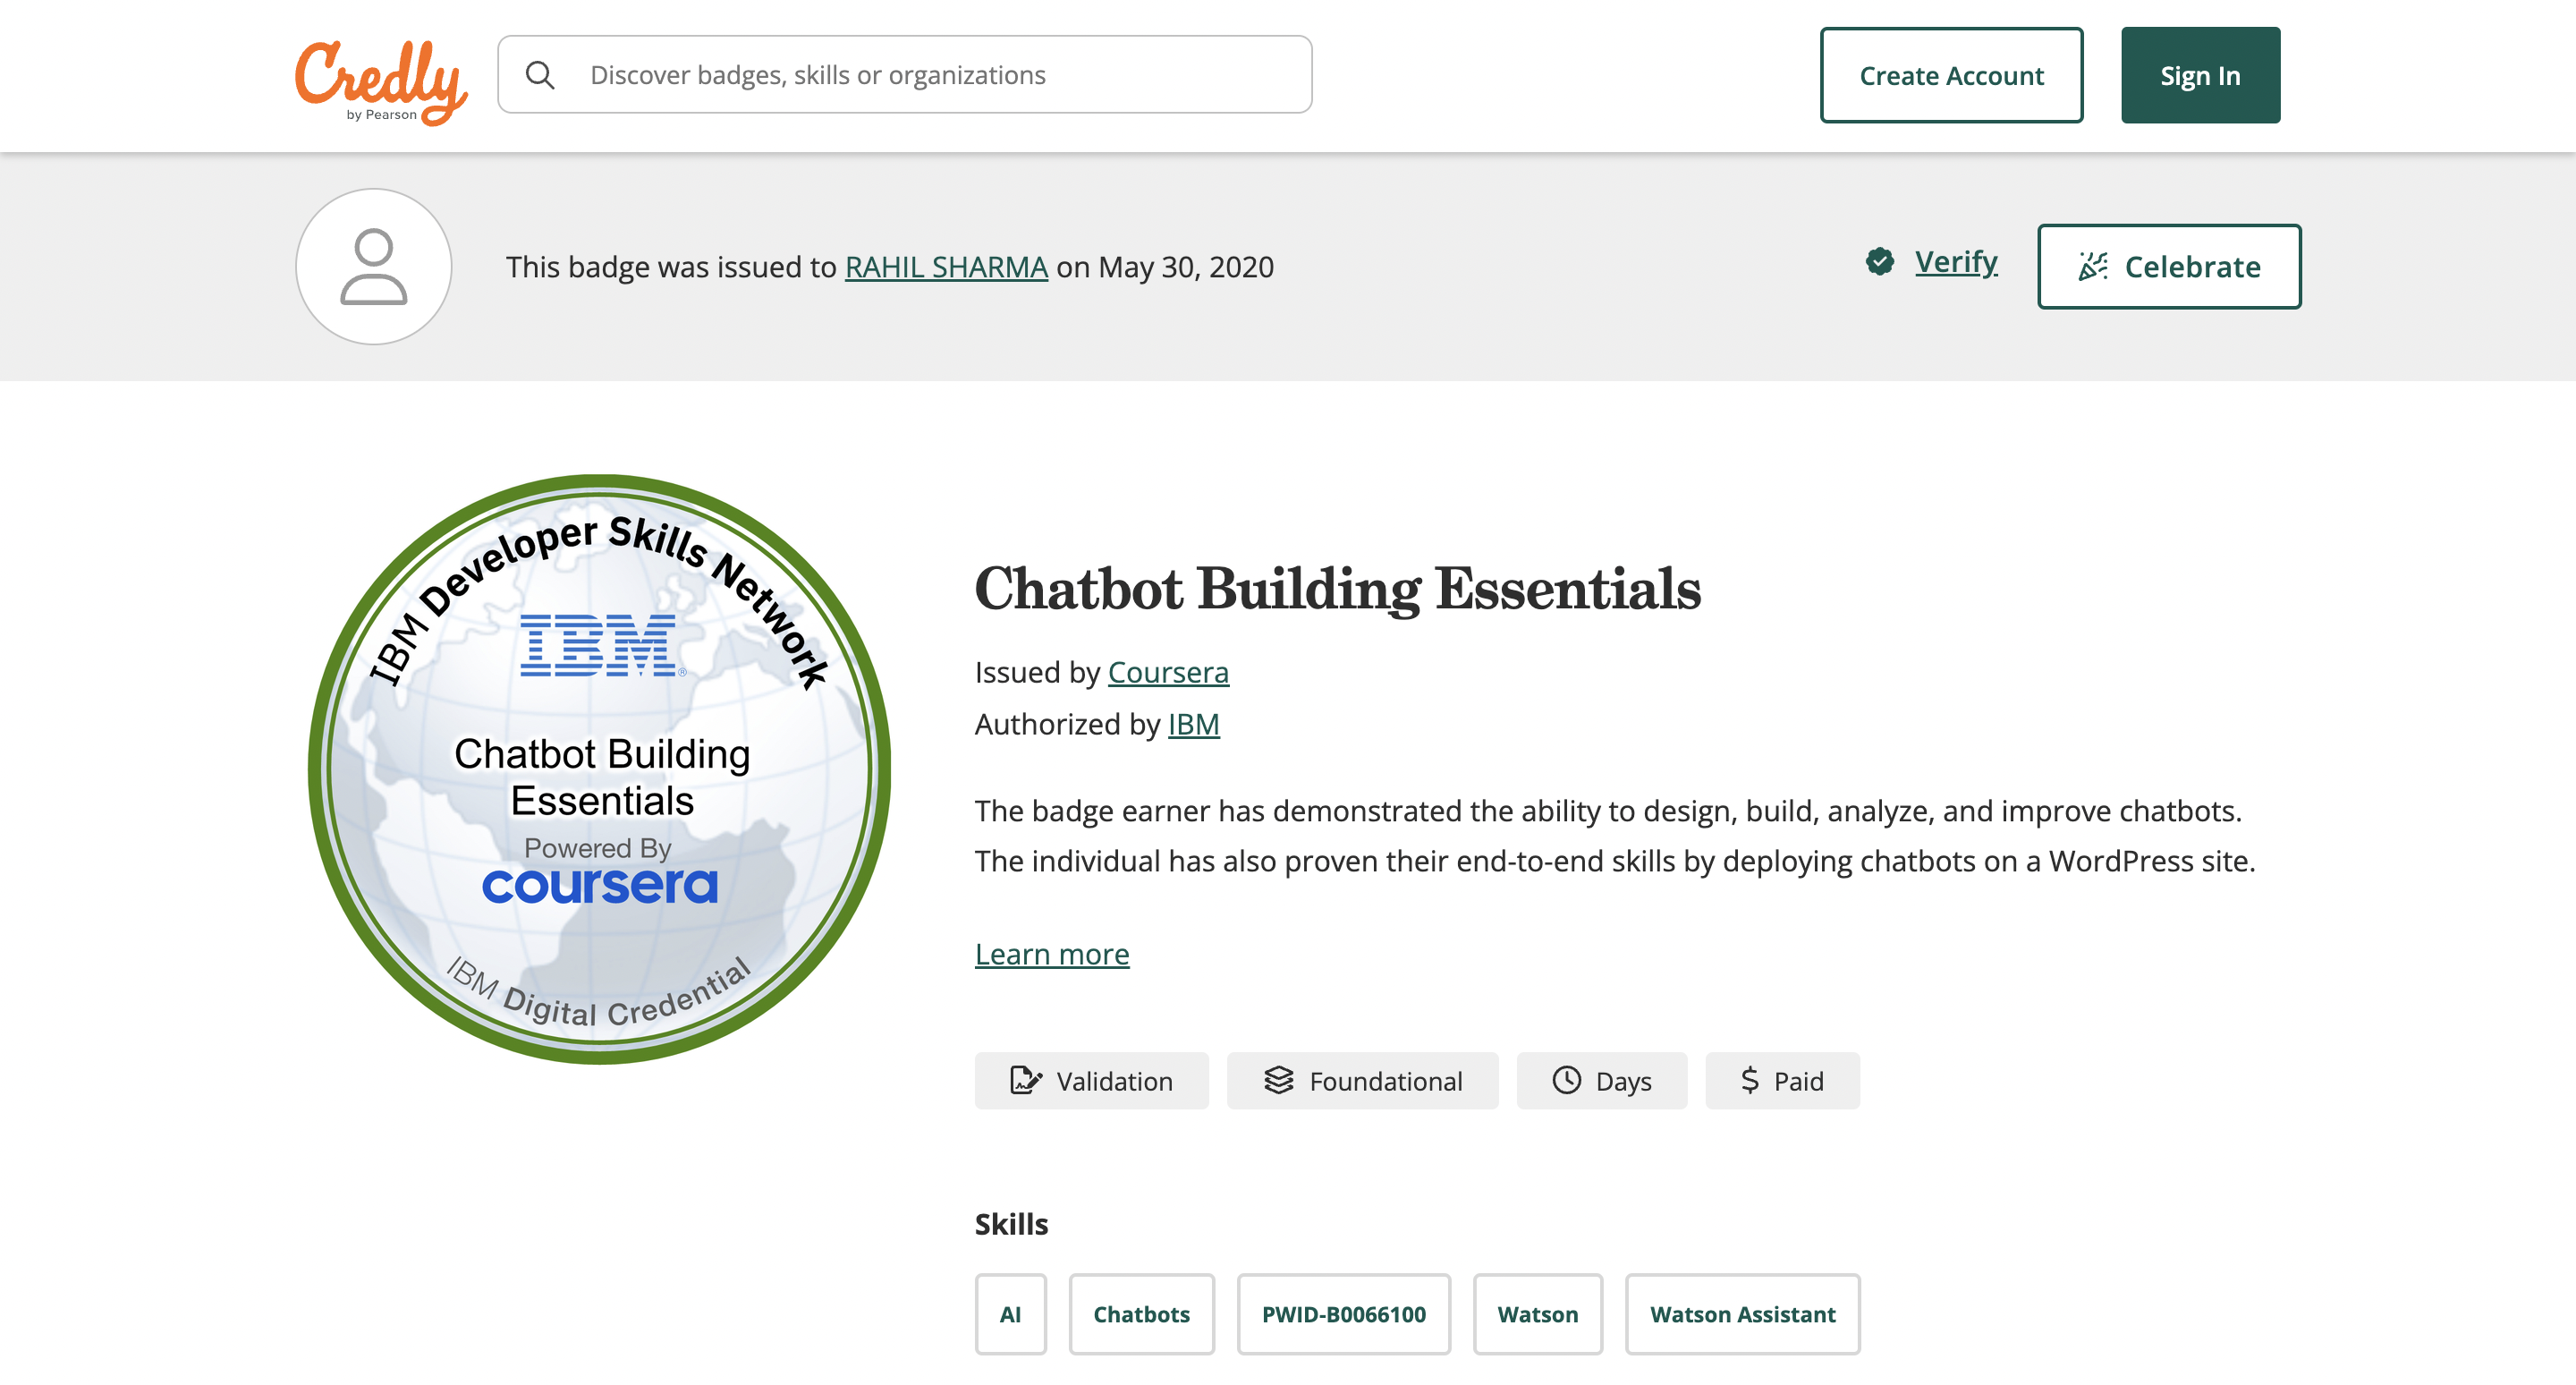 Credly
by Pearson
Discover badges, skills or organizations
Create Account
Sign In
This badge was issued to RAHIL SHARMA on May 30, 2020
Verify
Celebrate
IBM Developer Skills Network
IBM®
Chatbot Building
Essentials
Powered By
coursera
IBM Digital Credential
Chatbot Building Essentials
Issued by Coursera
Authorized by IBM
The badge earner has demonstrated the ability to design, build, analyze, and improve chatbots.
The individual has also proven their end-to-end skills by deploying chatbots on a WordPress site.
Learn more
Validation
Foundational
Days
Paid
Skills
AI
Chatbots
PWID-B0066100
Watson
Watson Assistant